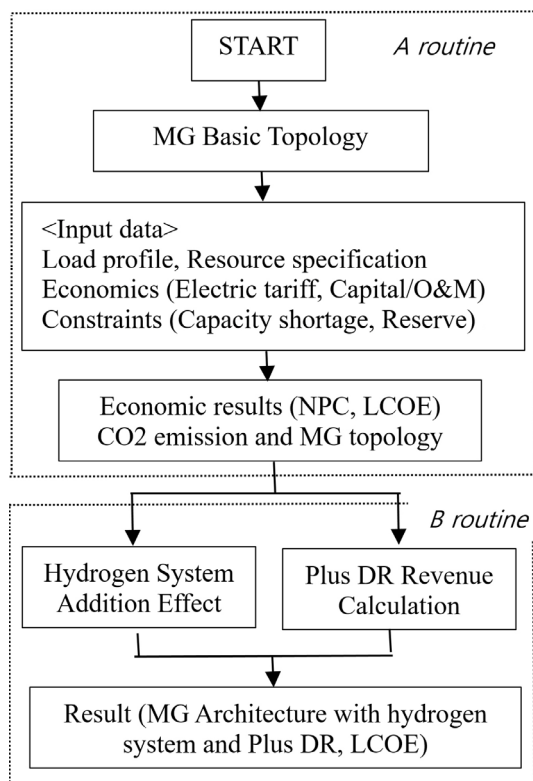 START
A routine
MG Basic Topology
<Input data>
Load profile, Resource specification
Economics (Electric tariff, Capital/O&M)
Constraints (Capacity shortage, Reserve)
Economic results (NPC, LCOE)
CO2 emission and MG topology
B routine
Hydrogen System
Addition Effect
Plus DR Revenue
Calculation
Result (MG Architecture with hydrogen
system and Plus DR, LCOE)